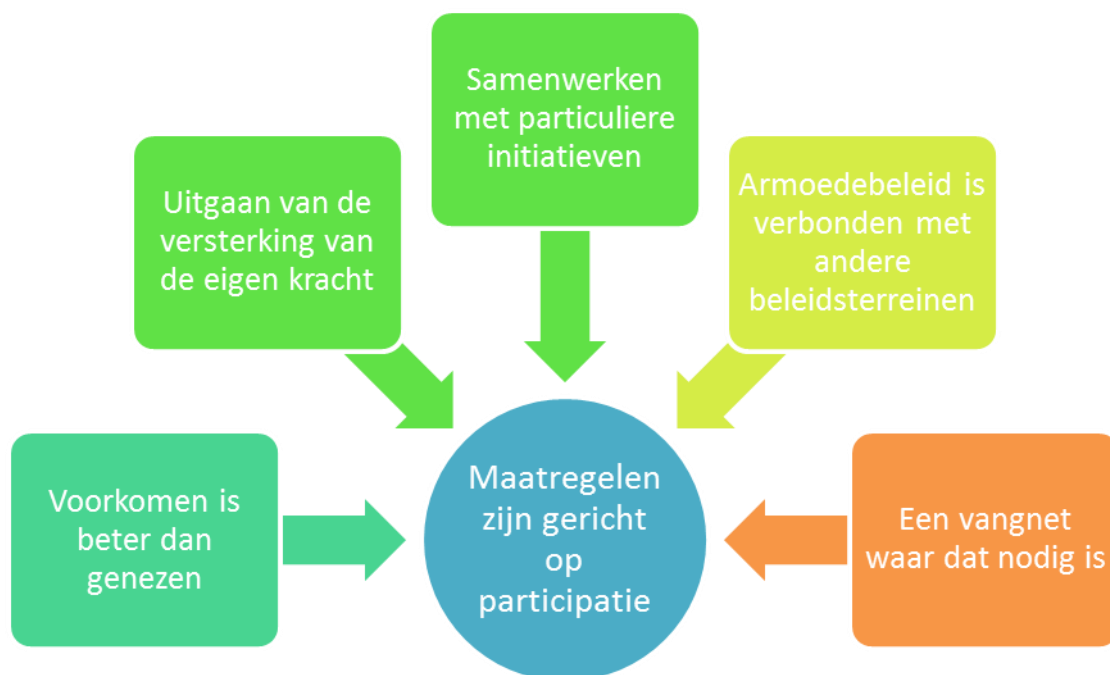 Samenwerken
met particuliere
initiatieven
Uitgaan van de
versterking van
de eigen kracht
Armoedebeleid is
verbonden met
andere
beleidsterreinen
Voorkomen is
beter dan
genezen
Maatregelen
zijn gericht
op
participatie
Een vangnet
waar dat nodig is